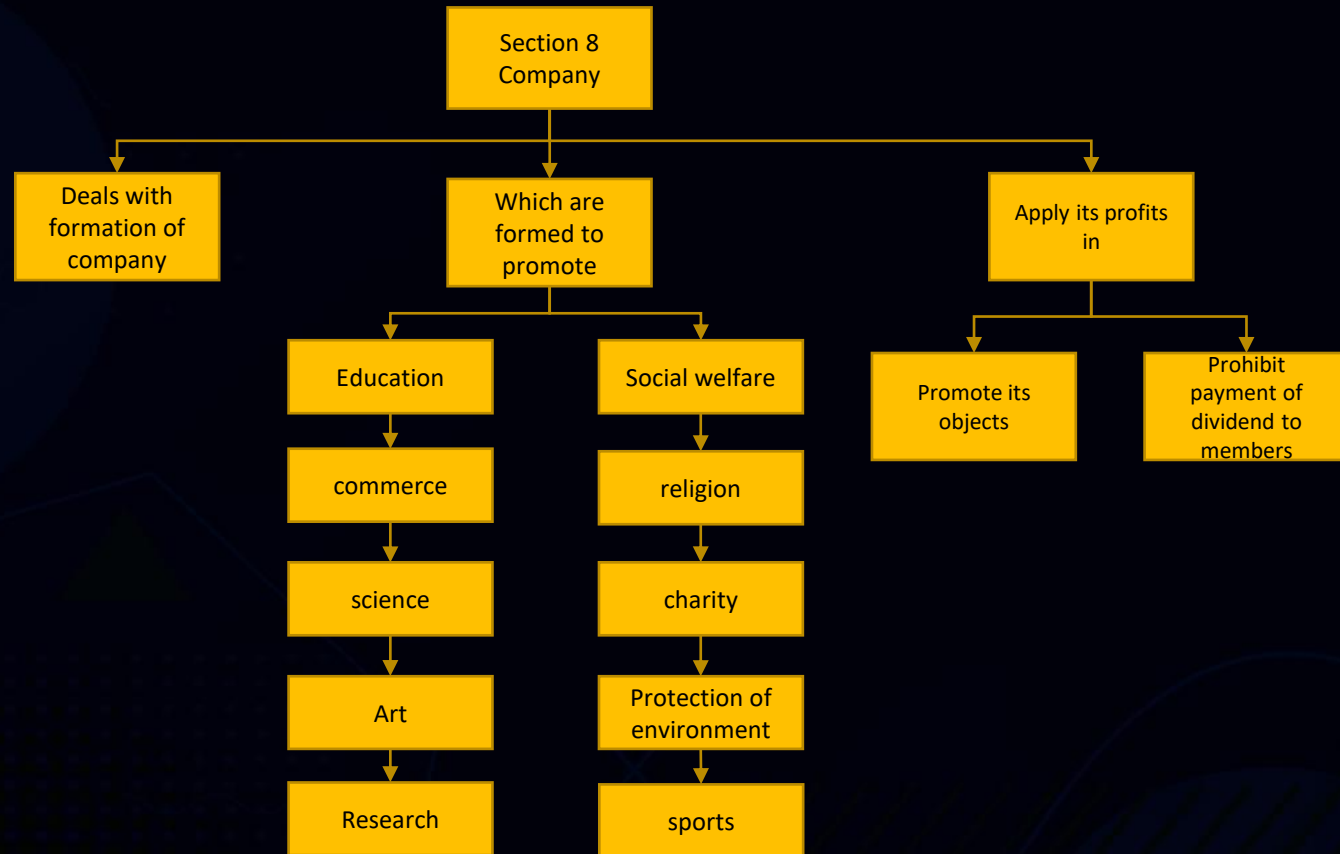 Section 8
Company
Deals with
formation of
company
Which are
formed to
promote
Apply its profits
in
Education
Social welfare
Promote its
objects
Prohibit
payment of
dividend to
members
commerce
religion
science
charity
Art
Protection of
environment
Research
sports